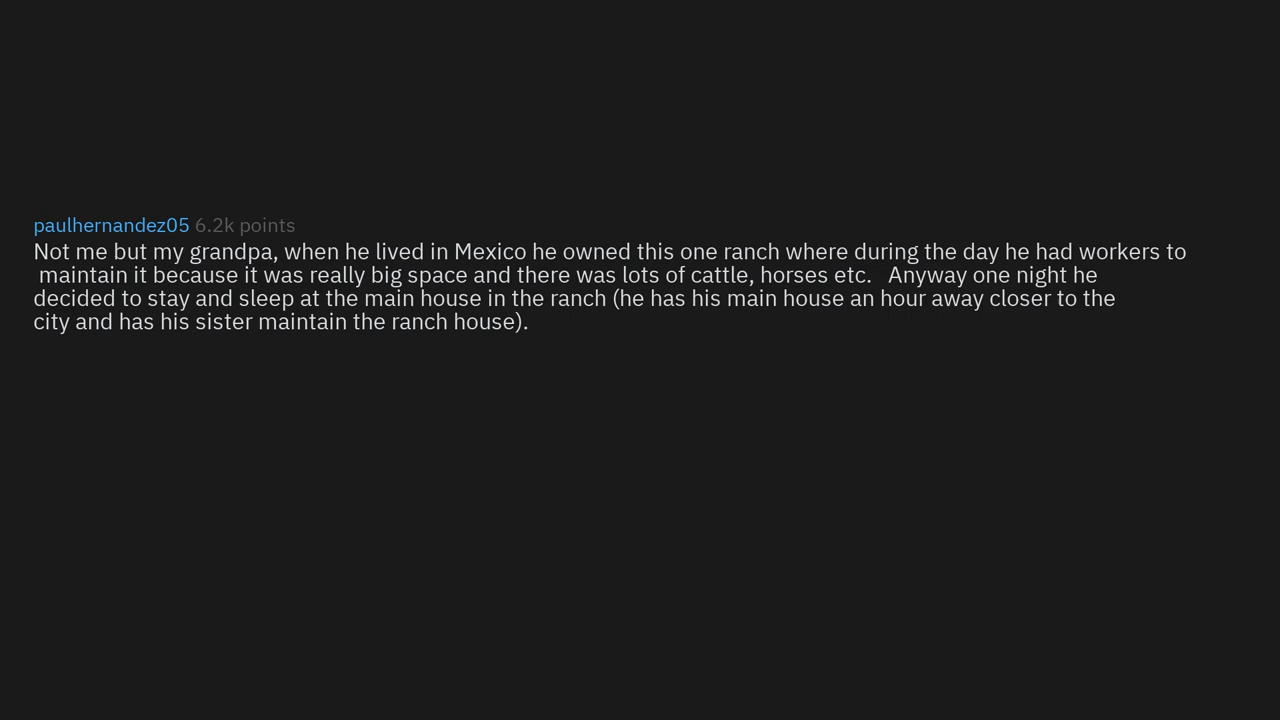 paulhernandez05 6.2k points
Not me but my grandpa, when he lived in Mexico he owned this one ranch where during the day he had workers to
maintain it because it was really big space and there was lots of cattle, horses etc.   Anyway one night he
decided to stay and sleep at the main house in the ranch (he has his main house an hour away closer to the
city and has his sister maintain the ranch house).